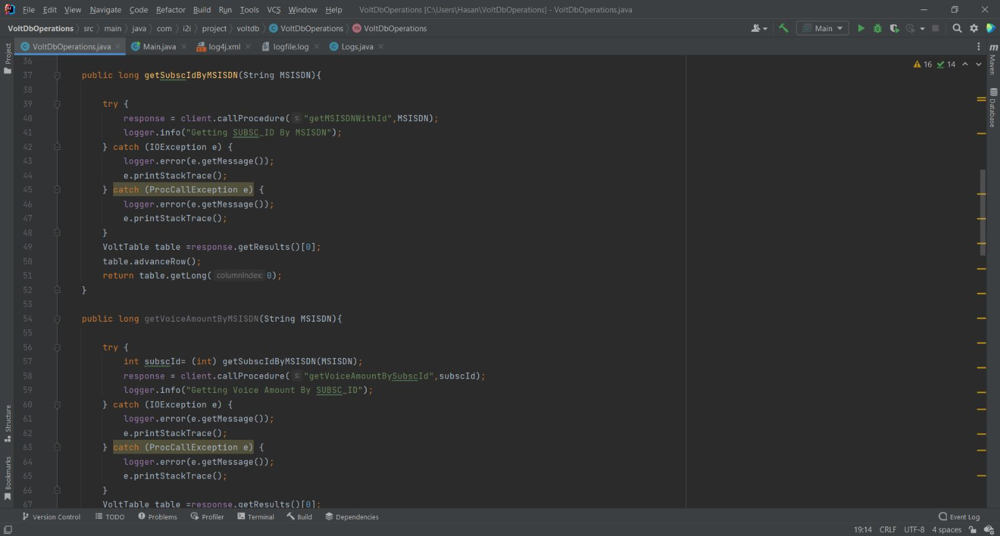 File Edit View Navigate Code Refactor Build Run Tools VCS Window Help VoltDbOperations [C:\Users\Hasan\VoltDbOperations] - VoltDbOperations.java
VoltDbOperations src main java com i2i project voltdb VoltDbOperations m VoltDbOperations Main
VoltDbOperations.java Main.java log4j.xml logfile.log Logs.java
Project
16 14
Maven
Database
36
37 public long getSubscIdByMSISDN(String MSISDN){
38
39 try {
40 response = client.callProcedure( s: "getMSISDNWithId",MSISDN);
41 logger.info("Getting SUBSC_ID By MSISDN");
42 } catch (IOException e) {
43 logger.error(e.getMessage());
44 e.printStackTrace();
45 } catch (ProcCallException e) {
46 logger.error(e.getMessage());
47 e.printStackTrace();
48 }
49 VoltTable table =response.getResults()[0];
50 table.advanceRow();
51 return table.getLong( columnIndex: 0);
52 }
53
54 public long getVoiceAmountByMSISDN(String MSISDN){
55
56 try {
57 int subscId= (int) getSubscIdByMSISDN(MSISDN);
58 response = client.callProcedure( s: "getVoiceAmountBySubscId",subscId);
59 logger.info("Getting Voice Amount By SUBSC_ID");
60 } catch (IOException e) {
61 logger.error(e.getMessage());
62 e.printStackTrace();
63 } catch (ProcCallException e) {
64 logger.error(e.getMessage());
65 e.printStackTrace();
66 }
67 VoltTable table =response.getResults()[0];
Structure
Bookmarks
Version Control TODO Problems Profiler Terminal Build Dependencies Event Log
19:14 CRLF UTF-8 4 spaces